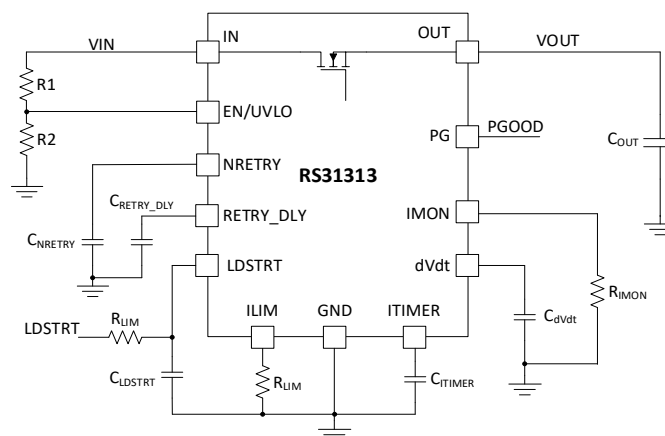 VIN
IN
OUT
VOUT
R1
EN/UVLO
R2
PG
PGOOD
COUT
NRETRY
RS31313
CRETRY_DLY
RETRY_DLY
IMON
CNRETRY
LDSTRT
dVdt
RIMON
ILIM
GND
ITIMER
CdVdt
LDSTRT
RLIM
CLDSTRT
RLIM
CITIMER